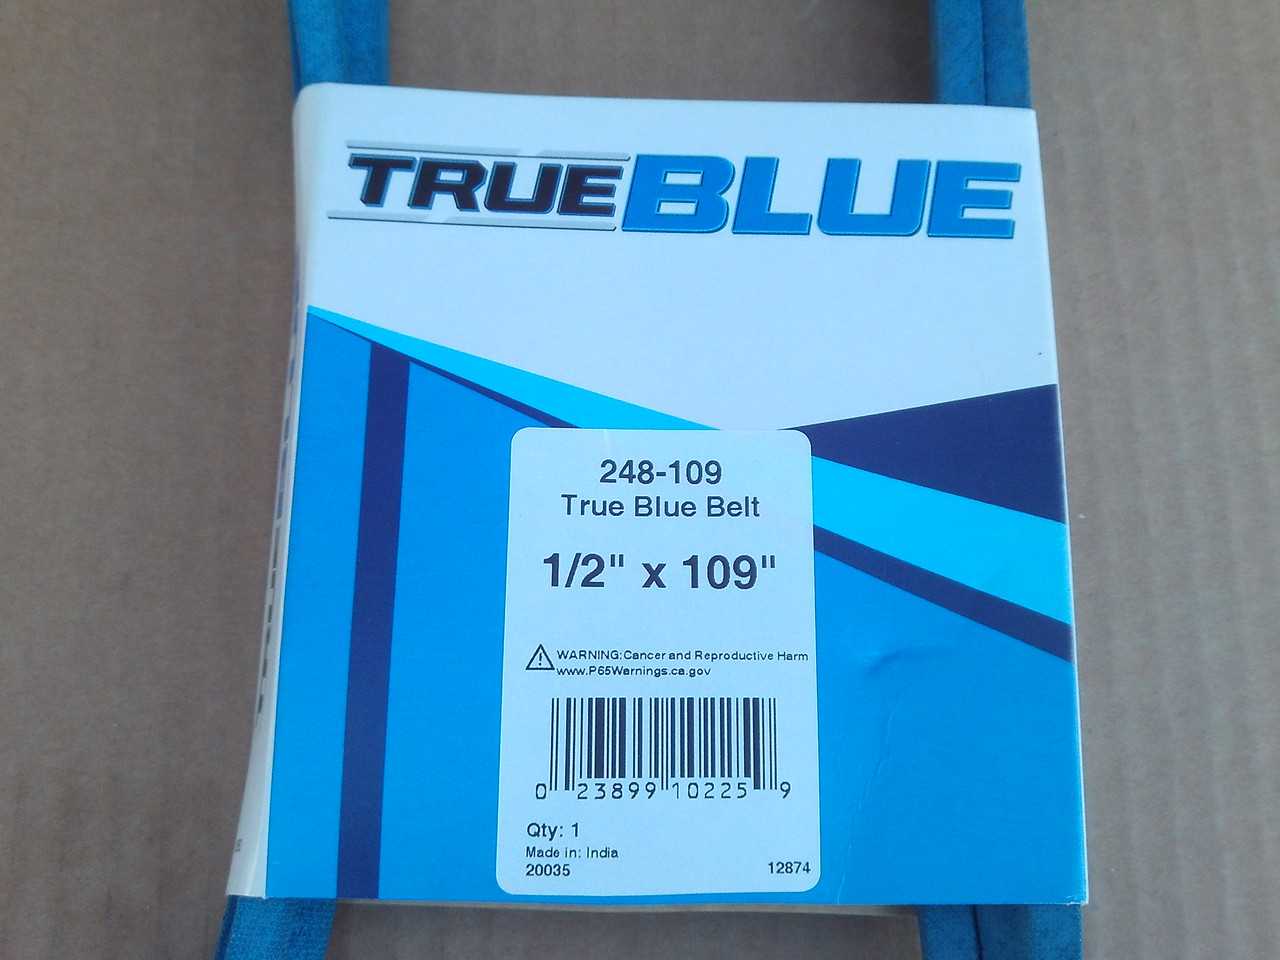 TRUEBLUE
248-109
True Blue Belt
1/2" x 109"
WARNING: Cancer and Reproductive Harm
www.P65Warnings.ca.gov
0 23899 10225 9
Qty: 1
Made in: India
20035 12874